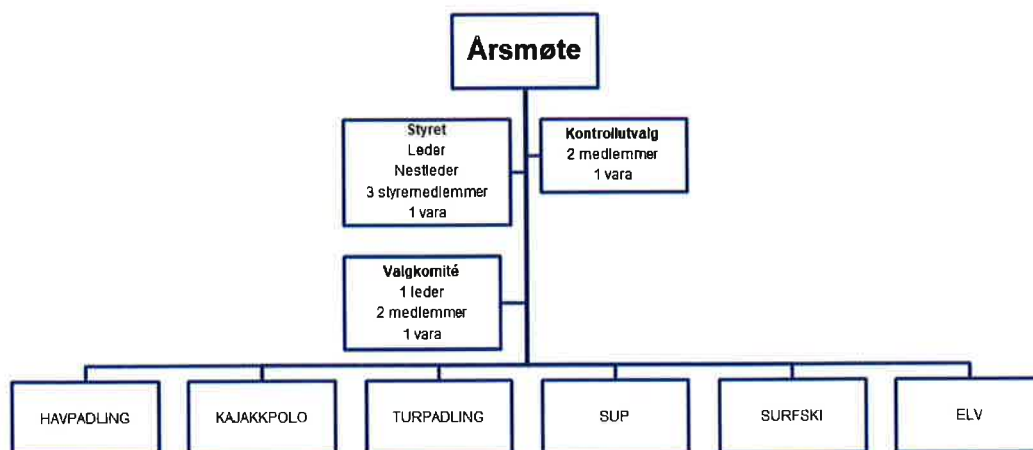 Årsmøte
Styret
Leder
Nestleder
3 styremedlemmer
1 vara
Kontrollutvalg
2 medlemmer
1 vara
Valgkomité
1 leder
2 medlemmer
1 vara
HAVPADLING
KAJAKKPOLO
TURPADLING
SUP
SURFSKI
ELV